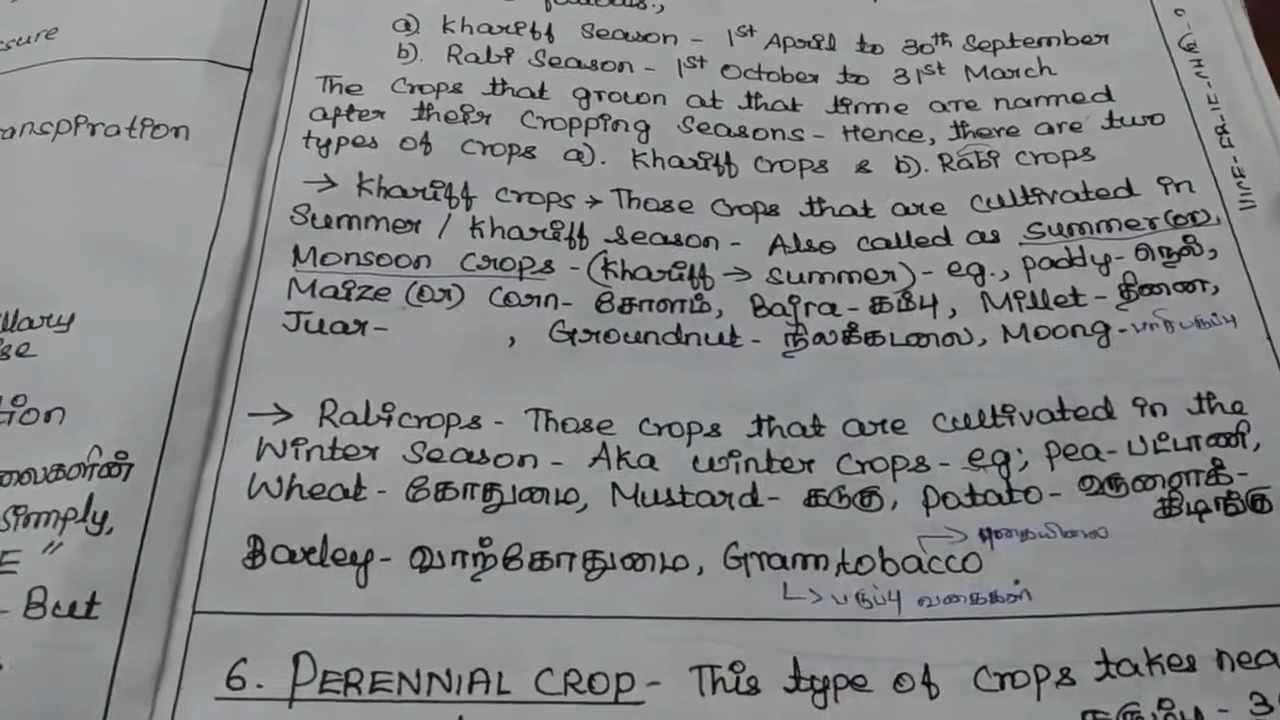 a) Khariff Season - 1st April to 30th September
b). Rabi Season - 1st October to 31st March
The Crops that grown at that time are named
after their Cropping Seasons - Hence, there are two
types of crops a). Khariff crops & b). Rabi crops
→ Khariff crops → Those Crops that are cultivated in
Summer / Khariff season - Also called as Summer (or),
Monsoon crops - (Khariff → summer) - eg., paddy - நெல்,
Maize (or) corn - சோளம், Bajra - கம்பு, Millet - தினை,
Juar - , Groundnut - நிலக்கடலை, Moong -
→ Rabi crops - Those crops that are cultivated in the
Winter Season - Aka winter crops - eg; pea - பட்டாணி,
Wheat - கோதுமை, Mustard - கடுகு, potato - உருளைக்-
கிழங்கு
→ புகையிலை
Barley - வாற்கோதுமை, Gram, tobacco
↳ பருப்பு வகைகள்
6. PERENNIAL CROP - This type of crops takes nea
sure
anspiration
llary
se
tion
வைகளின்
Simply,
E "
- But